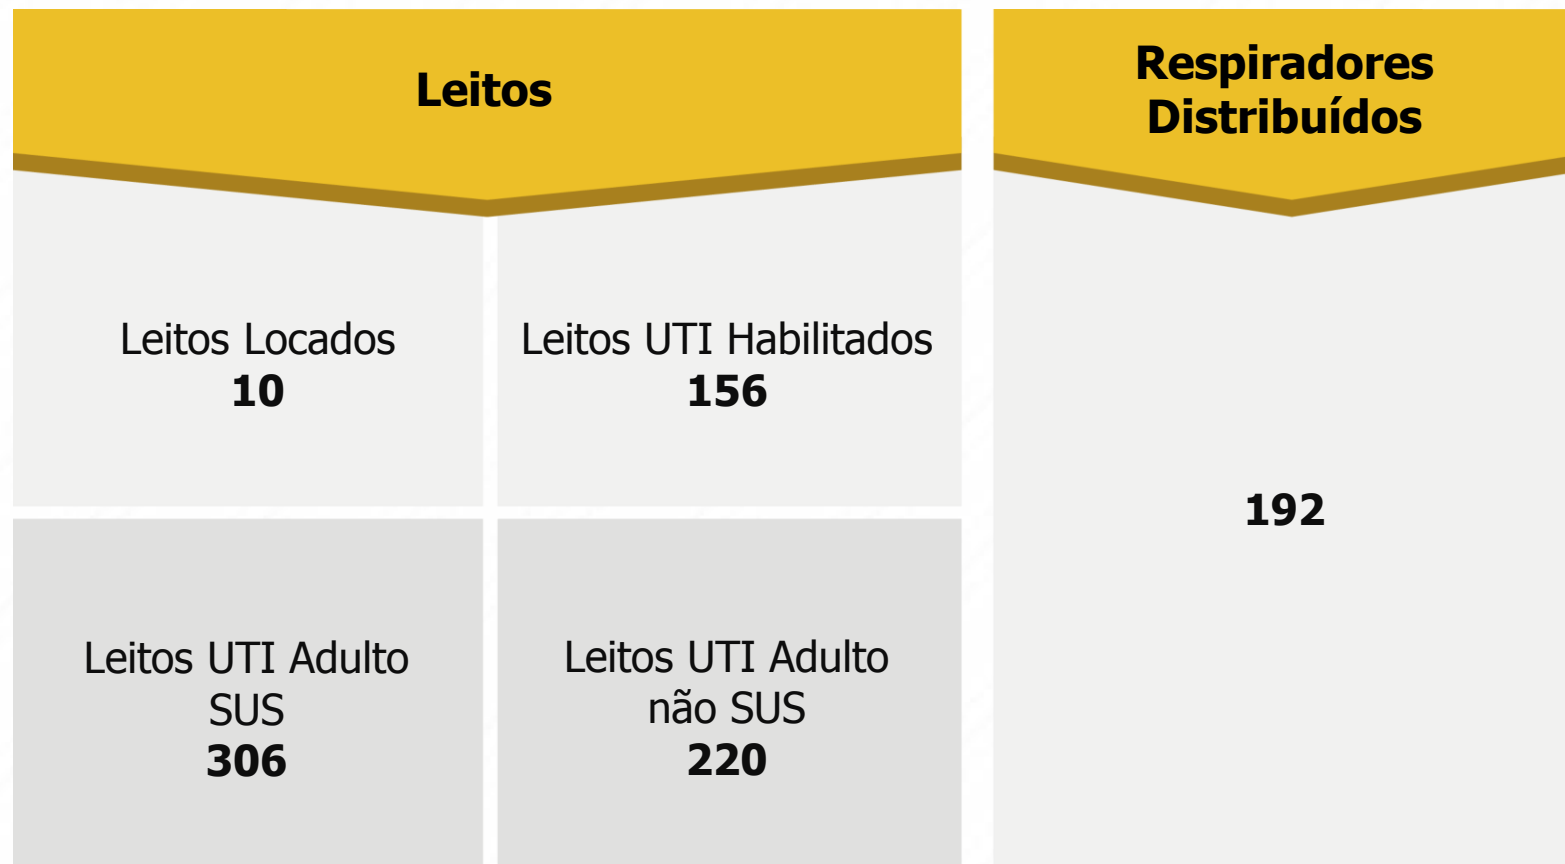 Leitos
Leitos Locados
10
Leitos UTI Habilitados
156
Leitos UTI Adulto
SUS
306
Leitos UTI Adulto
não SUS
220
Respiradores
Distribuídos
192